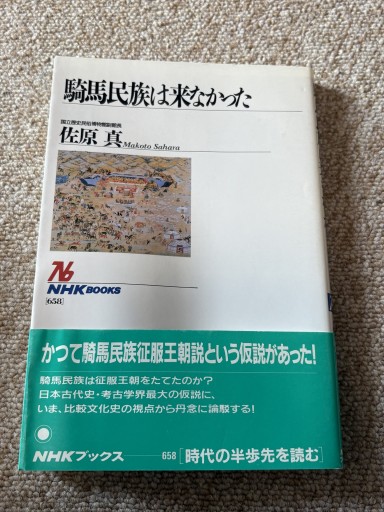 騎馬民族は来なかった
国立歴史民俗博物館副館長
佐原 真
Makoto Sahara
NHK BOOKS
[658]
かつて騎馬民族征服王朝説という仮説があった!
騎馬民族は征服王朝をたてたのか?
日本古代史・考古学界最大の仮説に、
いま、比較文化史の視点から丹念に論駁する!
NHKブックス 658 [時代の半歩先を読む]